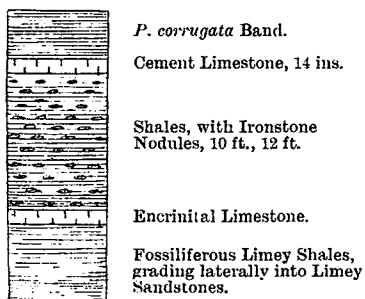 P. corrugata Band.
Cement Limestone, 14 ins.
Shales, with Ironstone
Nodules, 10 ft., 12 ft.
Encrinital Limestone.
Fossiliferous Limey Shales,
grading laterally into Limey
Sandstones.